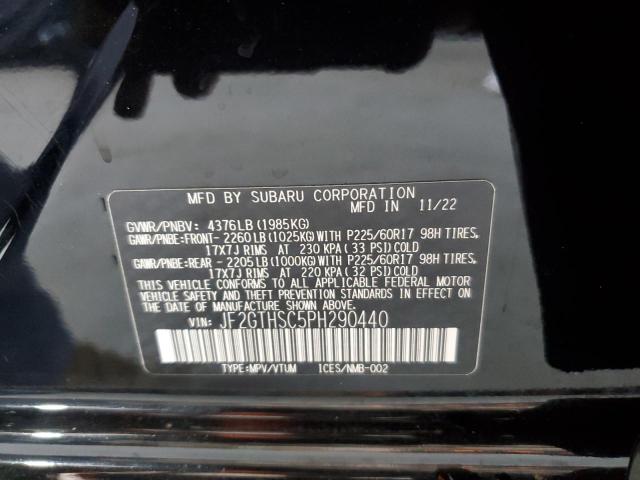 MFD BY SUBARU CORPORATION
MFD IN 11/22
GVWR/PNBV: 4376LB (1985KG)
GAWR/PNBE: FRONT- 2260LB (1025KG) WITH P225/60R17 98H TIRES,
17X7J RIMS AT 230 KPA (33 PSI) COLD
GAWR/PNBE: REAR - 2205LB (1000KG) WITH P225/60R17 98H TIRES,
17X7J RIMS AT 220 KPA (32 PSI) COLD
THIS VEHICLE CONFORMS TO ALL APPLICABLE FEDERAL MOTOR
VEHICLE SAFETY AND THEFT PREVENTION STANDARDS IN EFFECT ON THE
DATE OF MANUFACTURE SHOWN ABOVE.
VIN: JF2GTHSC5PH290440
TYPE:MPV/VTUM ICES/NMB-002